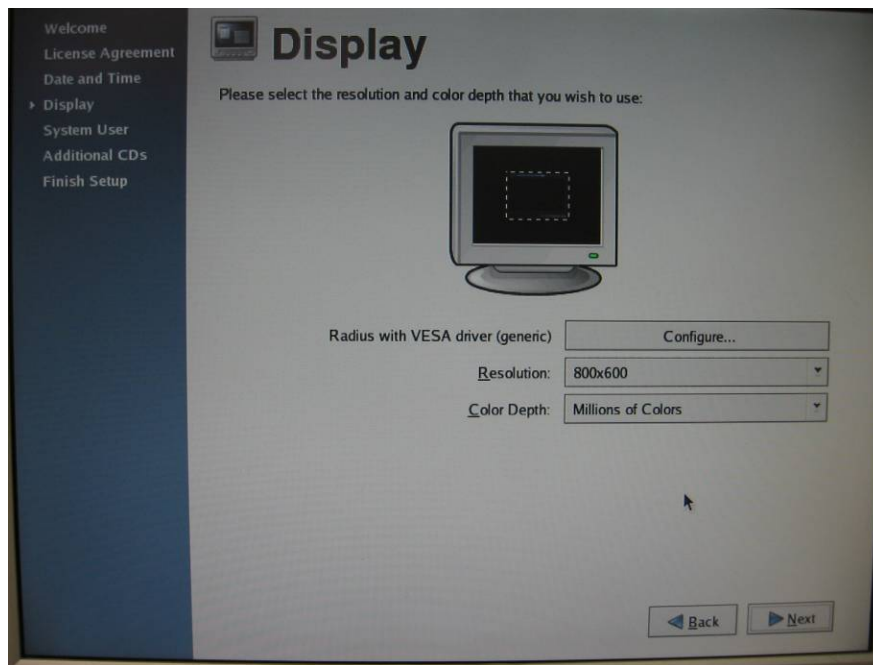 Welcome
License Agreement
Date and Time
Display
System User
Additional CDs
Finish Setup
Display
Please select the resolution and color depth that you wish to use:
Radius with VESA driver (generic)
Configure...
Resolution:
800x600
Color Depth:
Millions of Colors
Back
Next